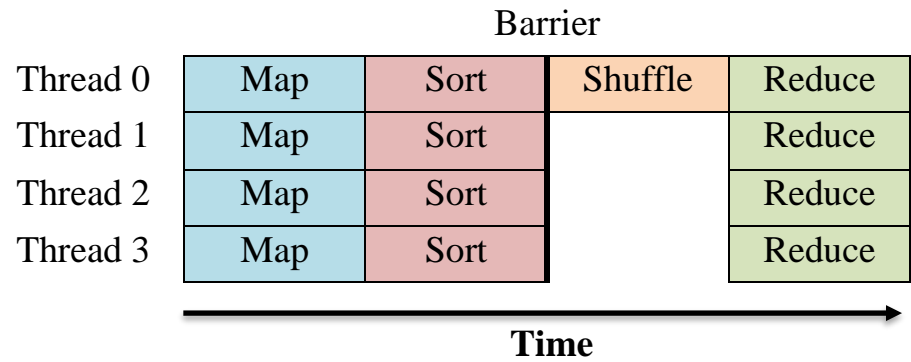 Barrier
Thread 0 Map Sort Shuffle Reduce
Thread 1 Map Sort Reduce
Thread 2 Map Sort Reduce
Thread 3 Map Sort Reduce
Time